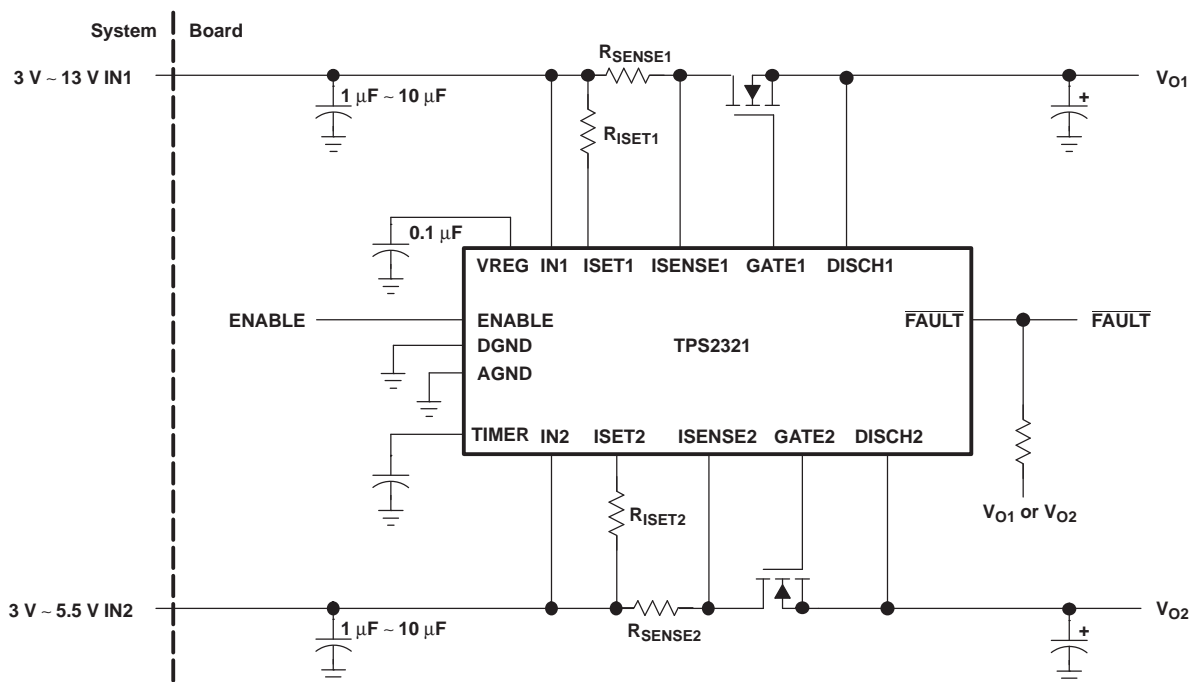 System Board
3 V ~ 13 V IN1
RSENSE1
VO1
1 μF ~ 10 μF
+
RISET1
0.1 μF
VREG IN1 ISET1 ISENSE1 GATE1 DISCH1
ENABLE
ENABLE
FAULT
FAULT
DGND
TPS2321
AGND
TIMER IN2 ISET2 ISENSE2 GATE2 DISCH2
RISET2
VO1 or VO2
3 V ~ 5.5 V IN2
VO2
1 μF ~ 10 μF
RSENSE2
+